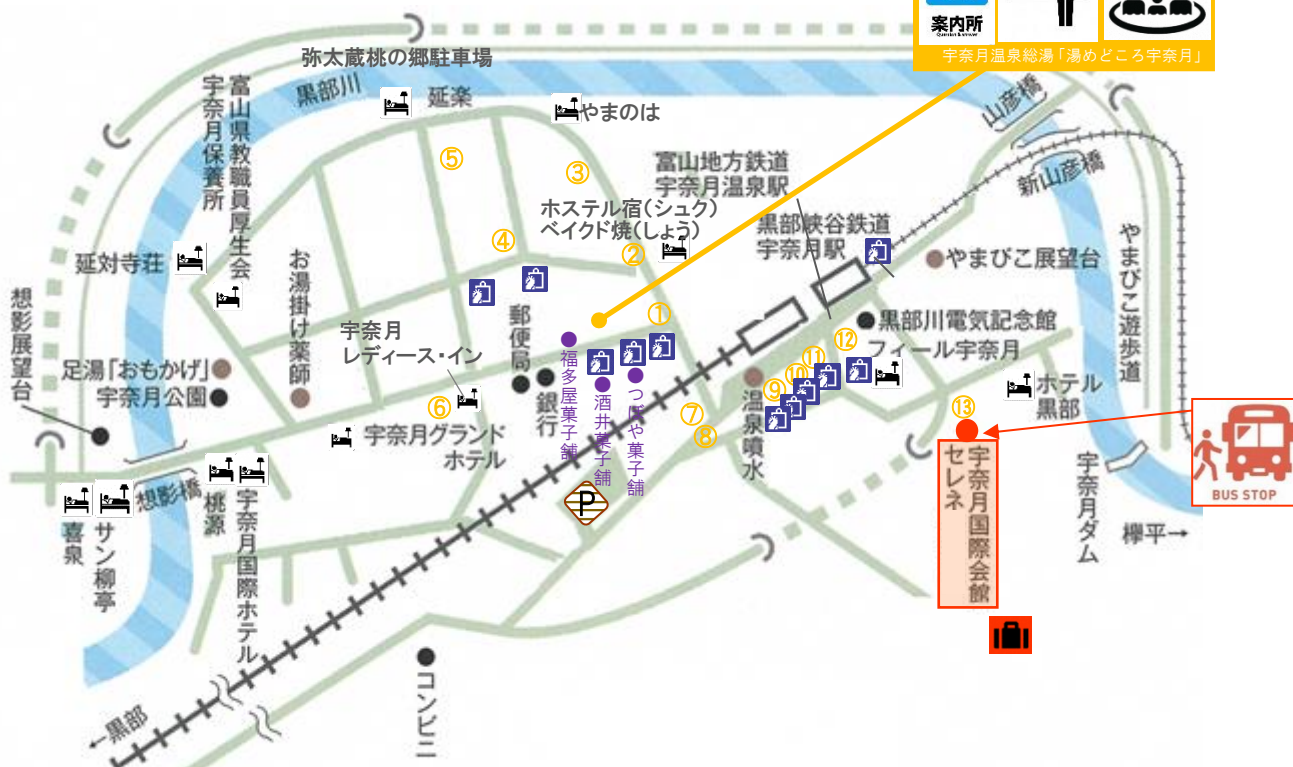 案内所
宇奈月温泉総湯「湯めどころ宇奈月」
弥太蔵桃の郷駐車場
黒部川
延楽
やまのは
山彦橋
新山彦橋
富山県教職員厚生会
宇奈月保養所
⑤
③
富山地方鉄道
宇奈月温泉駅
ホステル宿(シュク)
ベイクド焼(しょう)
黒部峡谷鉄道
宇奈月駅
④
②
やまびこ展望台
やまびこ遊歩道
延対寺荘
お湯掛け薬師
想影展望台
①
宇奈月
レディース・イン
郵便局
銀行
福多屋菓子舗
酒井菓子舗
つぼや菓子舗
黒部川電気記念館
フィール宇奈月
⑫
⑪
⑩
⑨
足湯「おもかげ」
宇奈月公園
⑥
⑦
⑧
温泉噴水
ホテル
黒部
⑬
宇奈月グランド
ホテル
宇奈月国際会館
セレネ
BUS STOP
宇奈月ダム
欅平→
想影橋
桃源
宇奈月国際ホテル
喜泉
サン柳亭
P
コンビニ
←黒部